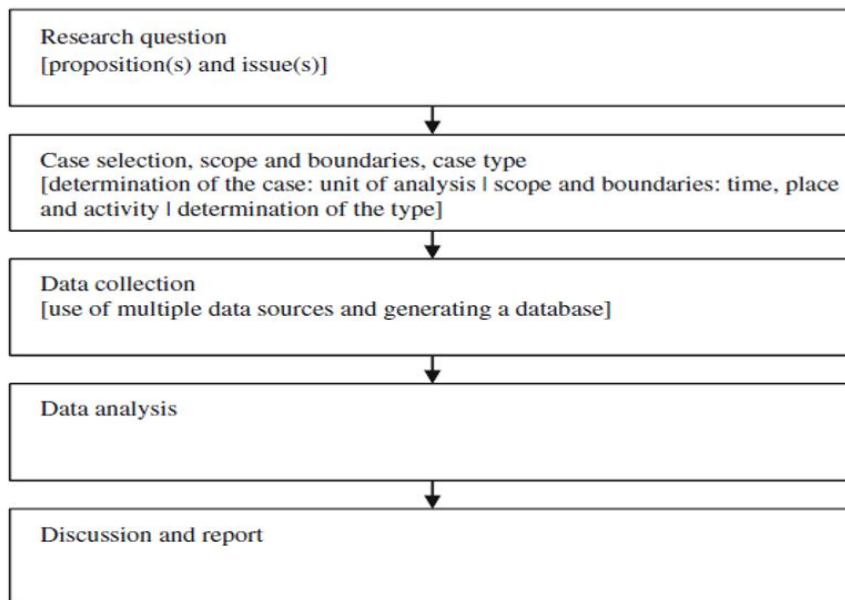 Research question
[proposition(s) and issue(s)]
Case selection, scope and boundaries, case type
[determination of the case: unit of analysis | scope and boundaries: time, place
and activity | determination of the type]
Data collection
[use of multiple data sources and generating a database]
Data analysis
Discussion and report